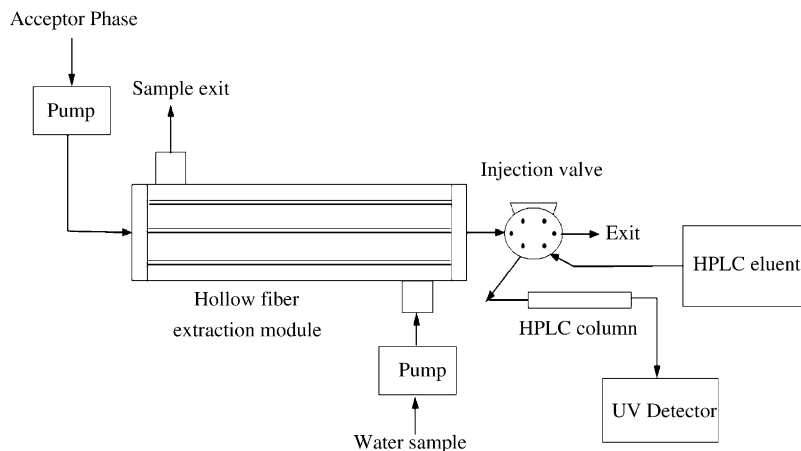 Acceptor Phase
Pump
Sample exit
Injection valve
Exit
HPLC eluent
Hollow fiber
extraction module
HPLC column
Pump
UV Detector
Water sample